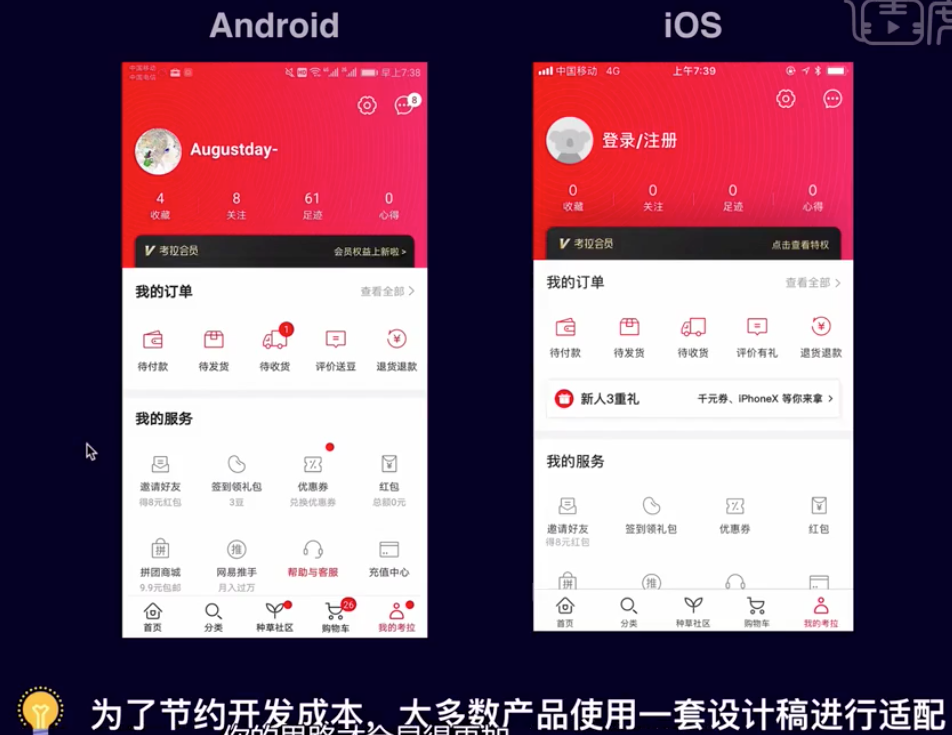 Android
iOS
中国移动
中国电信
早上7:38
8
Augustday-
4
8
61
0
收藏
关注
足迹
心得
考拉会员
会员权益上新啦 >
我的订单
查看全部 >
1
待付款
待发货
待收货
评价送豆
退货退款
我的服务
邀请好友
签到领礼包
优惠券
红包
得8元红包
3豆
兑换优惠券
总额0元
拼
推
拼团商城
网易推手
帮助与客服
充值中心
9.9元包邮
月入过万
26
首页
分类
种草社区
购物车
我的考拉
中国移动 4G
上午7:39
登录/注册
0
0
0
0
收藏
关注
足迹
心得
考拉会员
点击查看特权
我的订单
查看全部 >
待付款
待发货
待收货
评价有礼
退货退款
新人3重礼
千元券、iPhoneX 等你来拿 >
我的服务
邀请好友
签到领礼包
优惠券
红包
得8元红包
拼
推
首页
分类
种草社区
购物车
我的考拉
为了节约开发成本，大多数产品使用一套设计稿进行适配